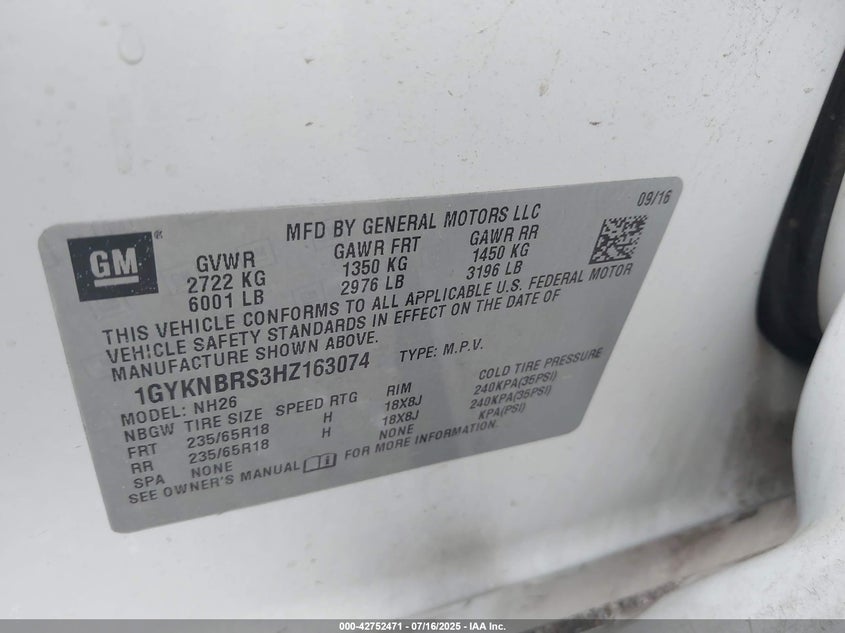 09/16
GM®
MFD BY GENERAL MOTORS LLC
GVWR GAWR FRT GAWR RR
2722 KG 1350 KG 1450 KG
6001 LB 2976 LB 3196 LB
THIS VEHICLE CONFORMS TO ALL APPLICABLE U.S. FEDERAL MOTOR
VEHICLE SAFETY STANDARDS IN EFFECT ON THE DATE OF
MANUFACTURE SHOWN ABOVE.
1GYKNBRS3HZ163074 TYPE: M.P.V.
MODEL: NH26
NBGW TIRE SIZE SPEED RTG RIM COLD TIRE PRESSURE
FRT 235/65R18 H 18X8J 240KPA(35PSI)
RR 235/65R18 H 18X8J 240KPA(35PSI)
SPA NONE NONE KPA(PSI)
SEE OWNER'S MANUAL FOR MORE INFORMATION.
000-42752471 - 07/16/2025 - IAA Inc.